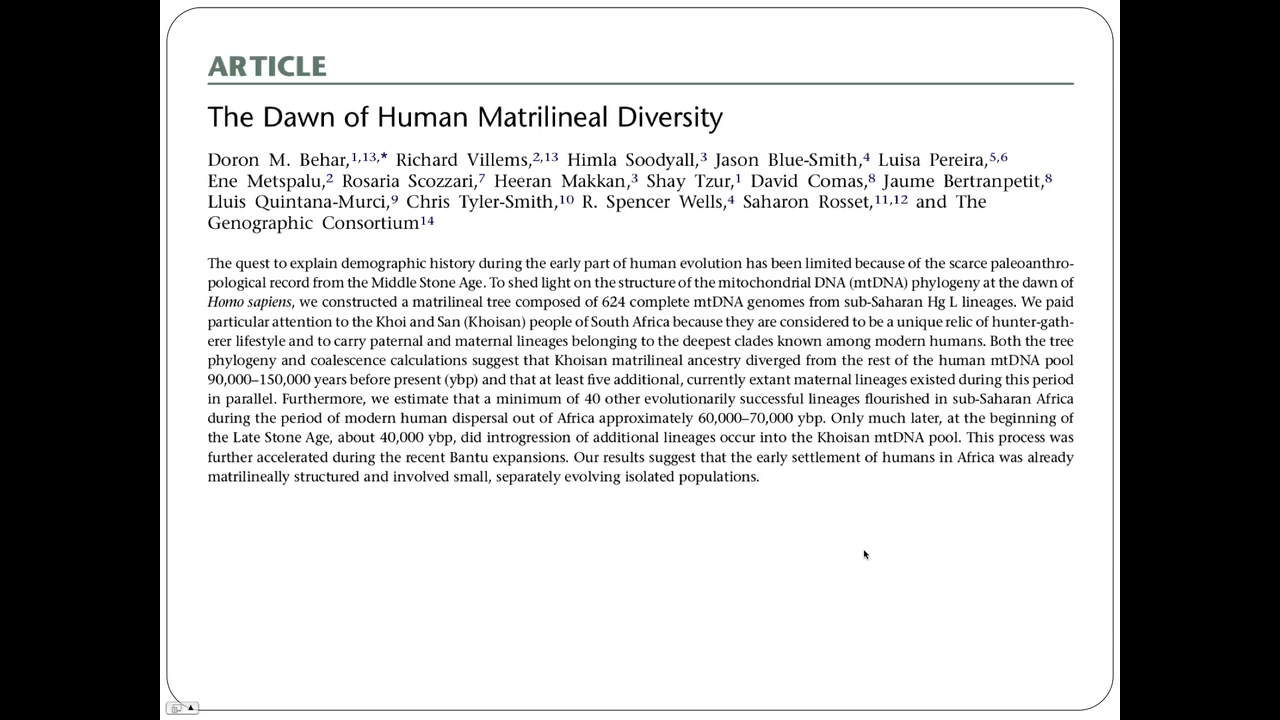 ARTICLE
The Dawn of Human Matrilineal Diversity
Doron M. Behar,1,13,* Richard Villems,2,13 Himla Soodyall,3 Jason Blue-Smith,4 Luisa Pereira,5,6
Ene Metspalu,2 Rosaria Scozzari,7 Heeran Makkan,3 Shay Tzur,1 David Comas,8 Jaume Bertranpetit,8
Lluis Quintana-Murci,9 Chris Tyler-Smith,10 R. Spencer Wells,4 Saharon Rosset,11,12 and The
Genographic Consortium14
The quest to explain demographic history during the early part of human evolution has been limited because of the scarce paleoanthro-
pological record from the Middle Stone Age. To shed light on the structure of the mitochondrial DNA (mtDNA) phylogeny at the dawn of
Homo sapiens, we constructed a matrilineal tree composed of 624 complete mtDNA genomes from sub-Saharan Hg L lineages. We paid
particular attention to the Khoi and San (Khoisan) people of South Africa because they are considered to be a unique relic of hunter-gath-
erer lifestyle and to carry paternal and maternal lineages belonging to the deepest clades known among modern humans. Both the tree
phylogeny and coalescence calculations suggest that Khoisan matrilineal ancestry diverged from the rest of the human mtDNA pool
90,000–150,000 years before present (ybp) and that at least five additional, currently extant maternal lineages existed during this period
in parallel. Furthermore, we estimate that a minimum of 40 other evolutionarily successful lineages flourished in sub-Saharan Africa
during the period of modern human dispersal out of Africa approximately 60,000–70,000 ybp. Only much later, at the beginning of
the Late Stone Age, about 40,000 ybp, did introgression of additional lineages occur into the Khoisan mtDNA pool. This process was
further accelerated during the recent Bantu expansions. Our results suggest that the early settlement of humans in Africa was already
matrilineally structured and involved small, separately evolving isolated populations.